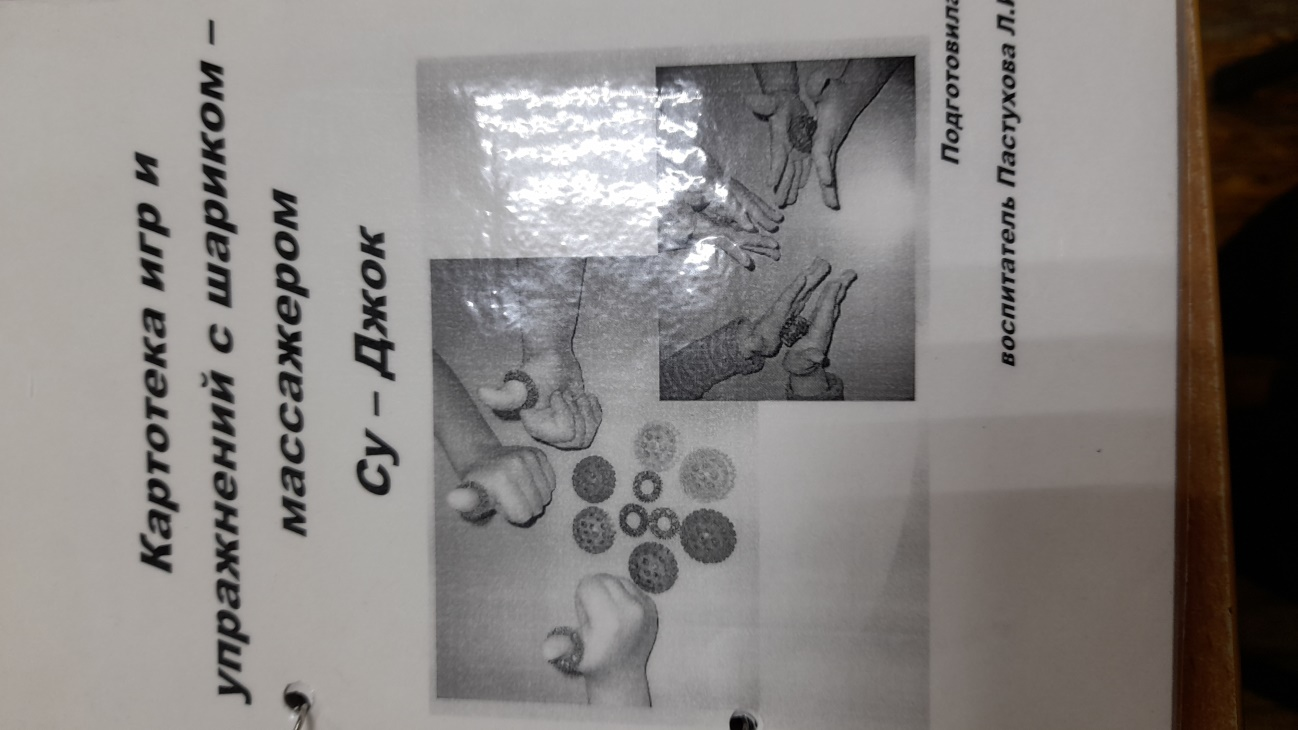 Картотека игр и
упражнений с шариком –
массажером
Су – Джок
Подготовила
воспитатель Пастухова Л.